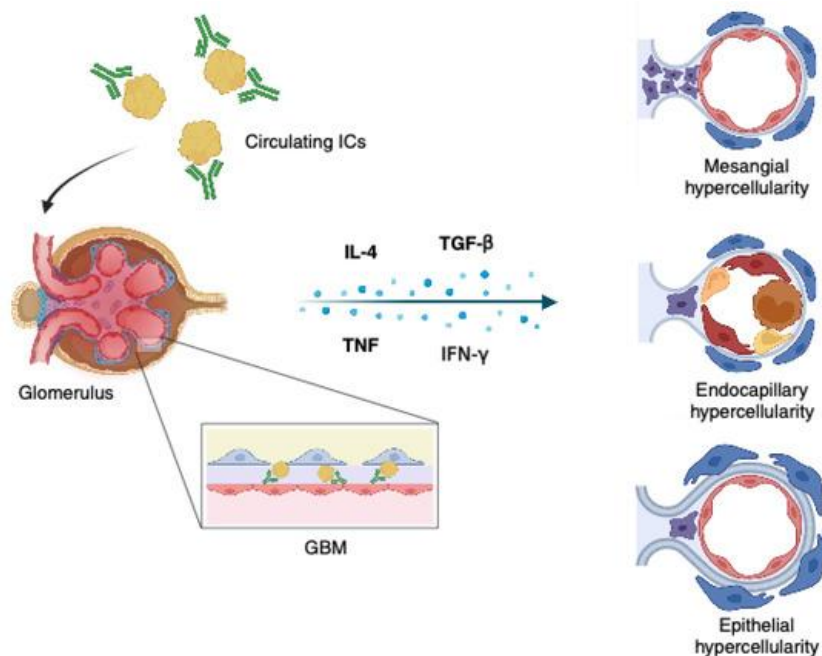 Circulating ICs
Glomerulus
GBM
IL-4
TGF-β
TNF
IFN-γ
Mesangial
hypercellularity
Endocapillary
hypercellularity
Epithelial
hypercellularity